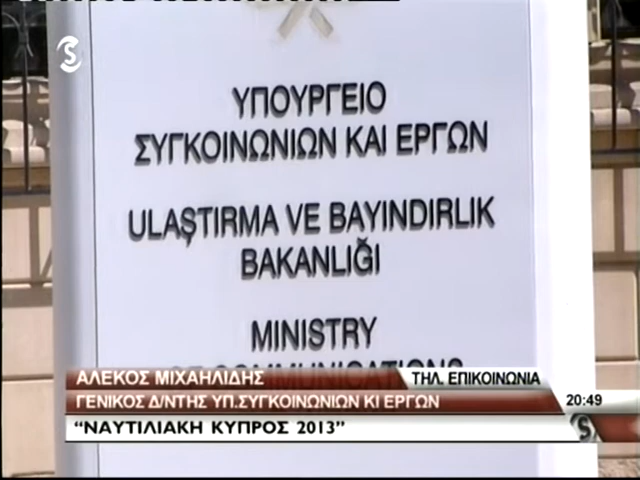 ΥΠΟΥΡΓΕΙΟ
ΣΥΓΚΟΙΝΩΝΙΩΝ ΚΑΙ ΕΡΓΩΝ
ULAŞTIRMA VE BAYINDIRLIK
BAKANLIĞI
MINISTRY
COMMUNICATIONS
ΑΛΕΚΟΣ ΜΙΧΑΗΛΙΔΗΣ
ΤΗΛ. ΕΠΙΚΟΙΝΩΝΙΑ
ΓΕΝΙΚΟΣ Δ/ΝΤΗΣ ΥΠ.ΣΥΓΚΟΙΝΩΝΙΩΝ ΚΙ ΕΡΓΩΝ
20:49
“ΝΑΥΤΙΛΙΑΚΗ ΚΥΠΡΟΣ 2013”